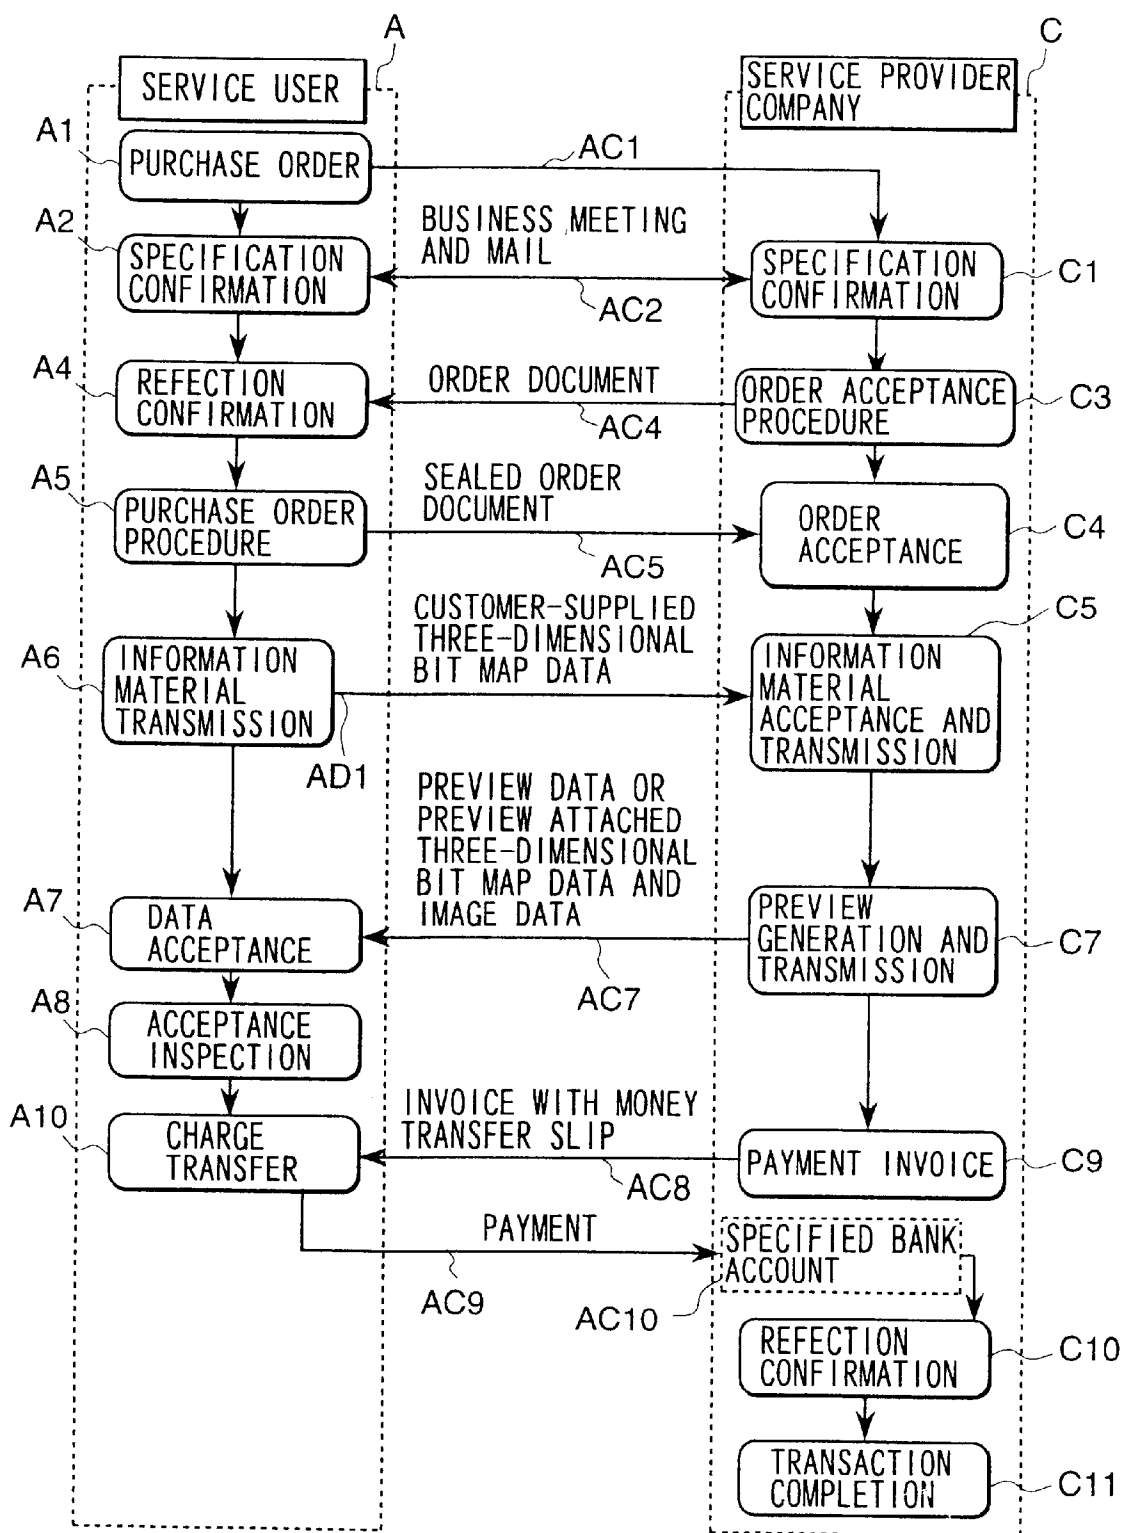 A
C
SERVICE USER
SERVICE PROVIDER
COMPANY
A1
PURCHASE ORDER
AC1
A2
SPECIFICATION
CONFIRMATION
BUSINESS MEETING
AND MAIL
AC2
SPECIFICATION
CONFIRMATION
C1
A4
REFECTION
CONFIRMATION
ORDER DOCUMENT
AC4
ORDER ACCEPTANCE
PROCEDURE
C3
A5
PURCHASE ORDER
PROCEDURE
SEALED ORDER
DOCUMENT
AC5
ORDER
ACCEPTANCE
C4
A6
INFORMATION
MATERIAL
TRANSMISSION
CUSTOMER-SUPPLIED
THREE-DIMENSIONAL
BIT MAP DATA
AD1
C5
INFORMATION
MATERIAL
ACCEPTANCE AND
TRANSMISSION
PREVIEW DATA OR
PREVIEW ATTACHED
THREE-DIMENSIONAL
BIT MAP DATA AND
IMAGE DATA
A7
DATA
ACCEPTANCE
AC7
PREVIEW
GENERATION AND
TRANSMISSION
C7
A8
ACCEPTANCE
INSPECTION
A10
CHARGE
TRANSFER
INVOICE WITH MONEY
TRANSFER SLIP
AC8
PAYMENT INVOICE
C9
PAYMENT
AC9
SPECIFIED BANK
ACCOUNT
AC10
REFECTION
CONFIRMATION
C10
TRANSACTION
COMPLETION
C11